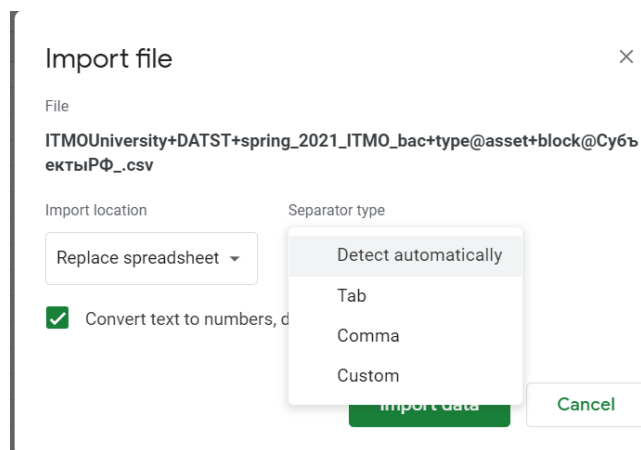 Import file
File
ITMOUniversity+DATST+spring_2021_ITMO_bac+type@asset+block@Субъ
ектыРФ_.csv
Import location
Separator type
Replace spreadsheet
Detect automatically
Tab
Convert text to numbers, d
Comma
Custom
Import data
Cancel